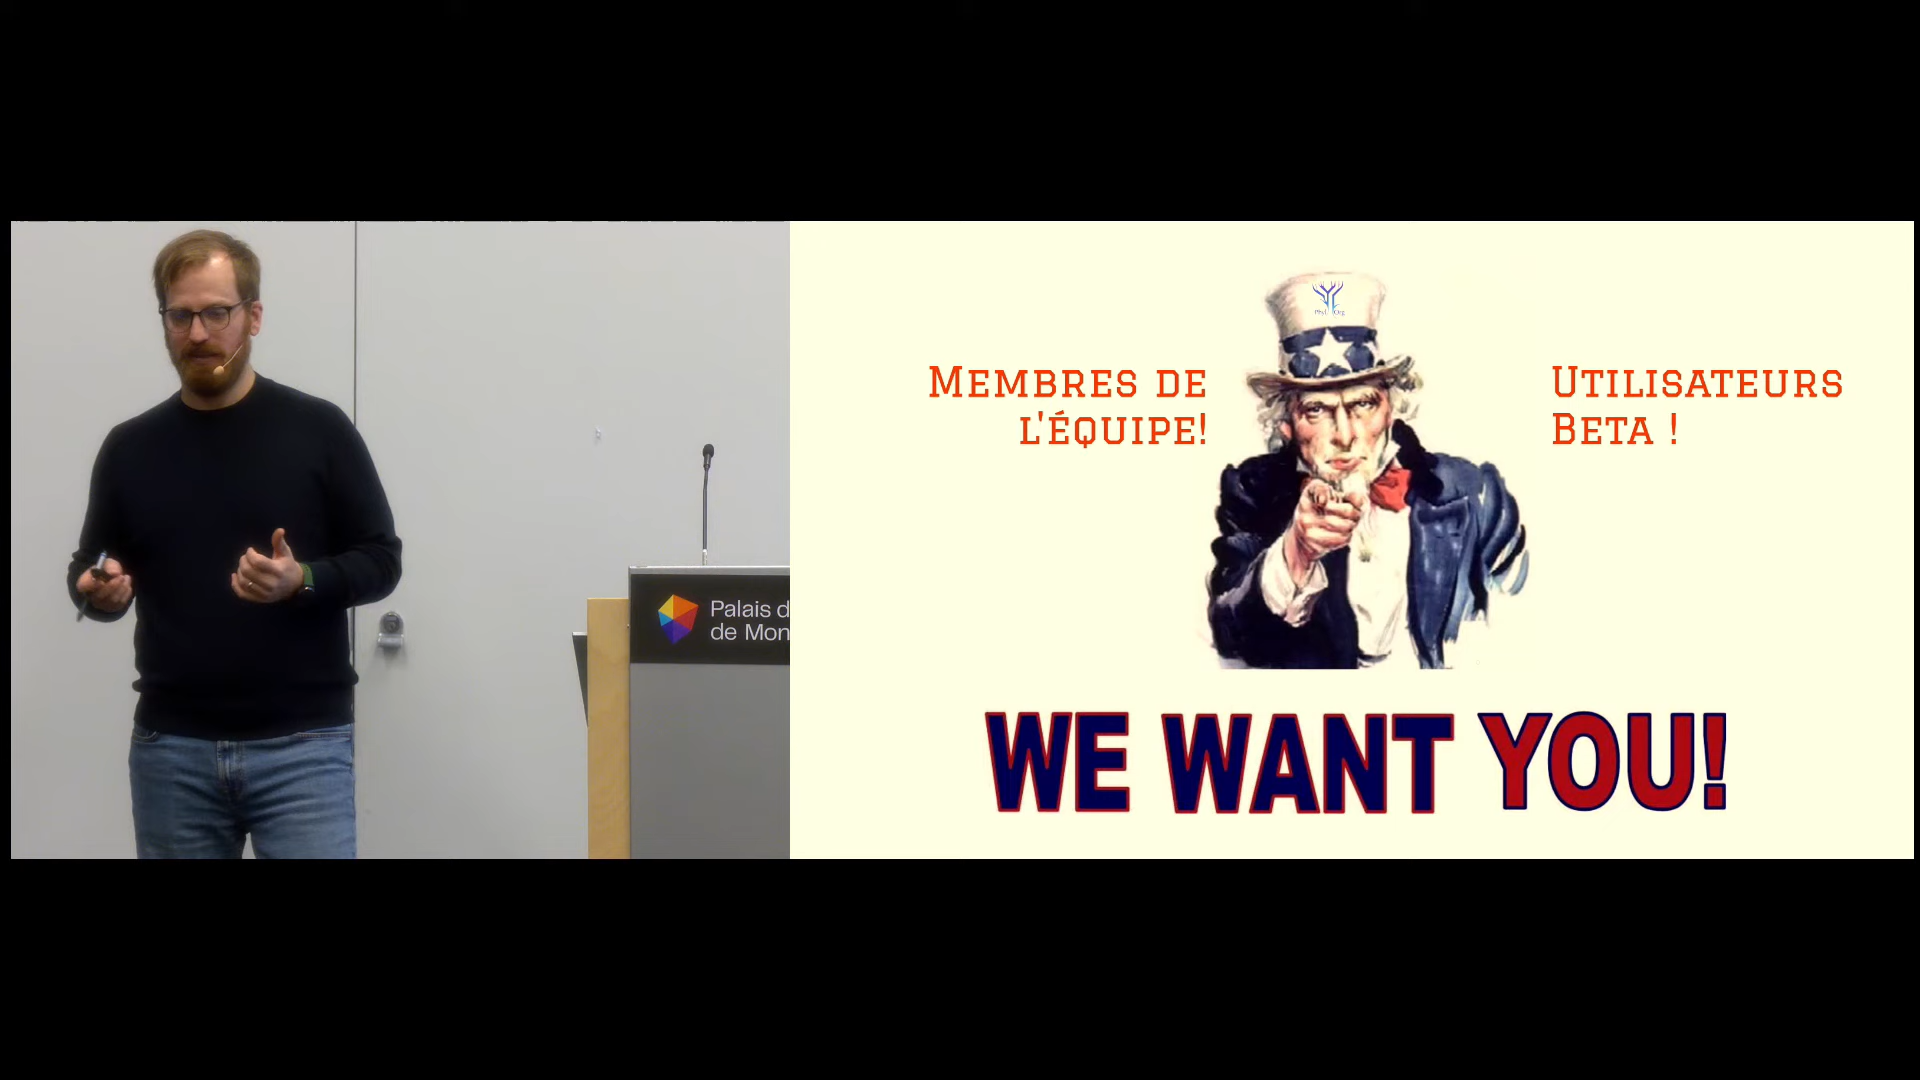 Palais d
de Mon
MEMBRES DE
L'ÉQUIPE!
UTILISATEURS
BETA !
WE WANT YOU!